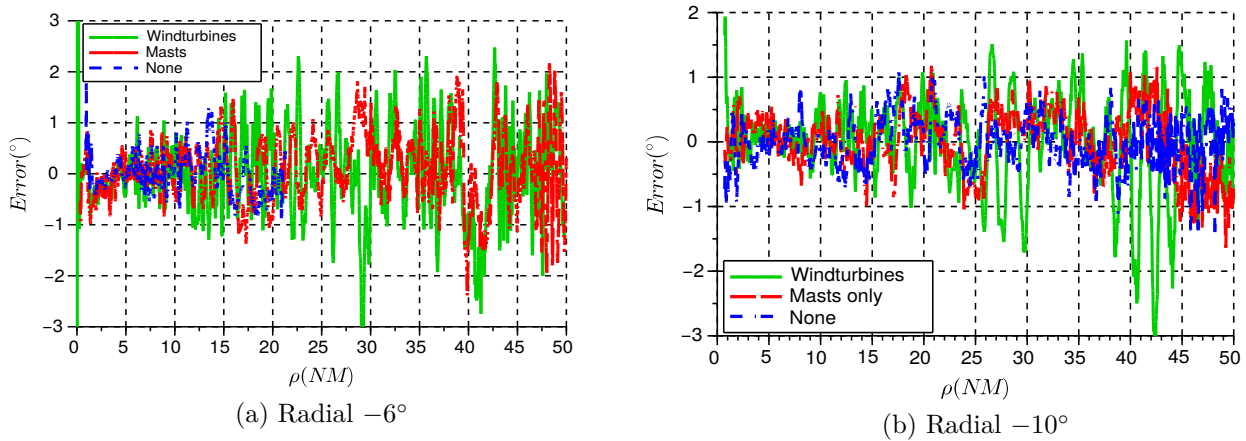 3
2
1
0
−1
−2
−3
Error(°)
Windturbines
Masts
None
0 5 10 15 20 25 30 35 40 45 50
ρ(NM)
(a) Radial −6°
2
1
0
−1
−2
−3
Error(°)
Windturbines
Masts only
None
0 5 10 15 20 25 30 35 40 45 50
ρ(NM)
(b) Radial −10°